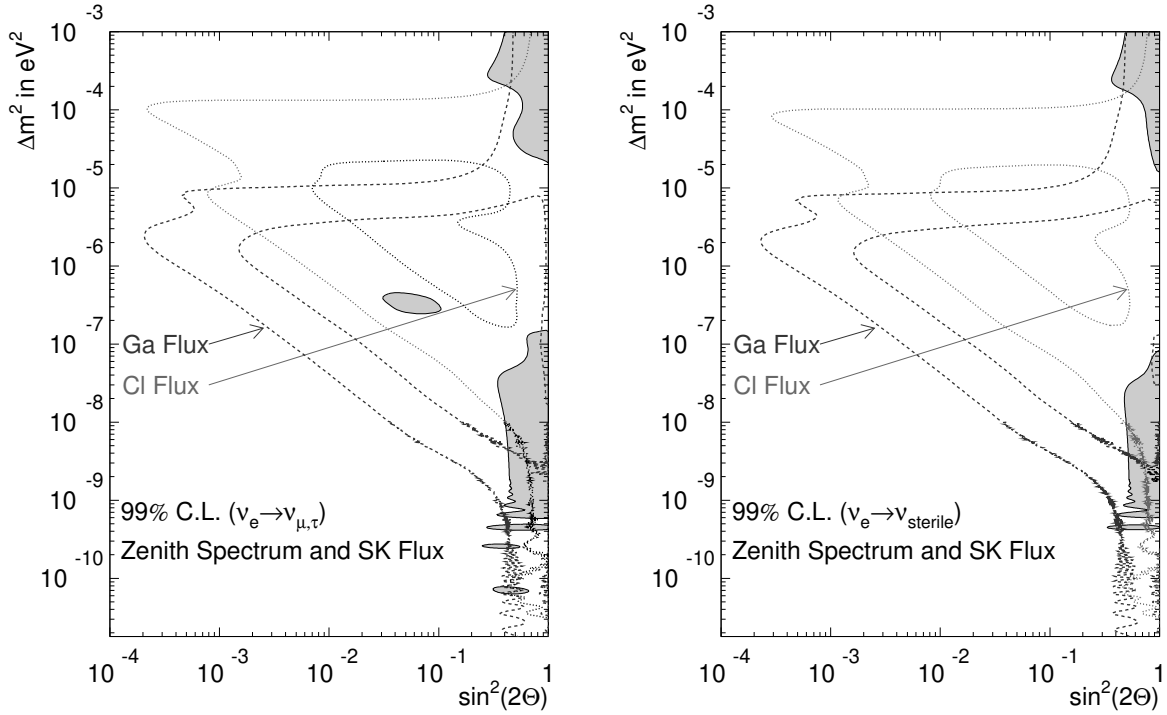 Δm² in eV²
10⁻³
10⁻⁴
10⁻⁵
10⁻⁶
10⁻⁷
10⁻⁸
10⁻⁹
10⁻¹⁰
Ga Flux
Cl Flux
99% C.L. (νₑ→ν_μ,τ)
Zenith Spectrum and SK Flux
10⁻⁴ 10⁻³ 10⁻² 10⁻¹ 1
sin²(2Θ)
Δm² in eV²
10⁻³
10⁻⁴
10⁻⁵
10⁻⁶
10⁻⁷
10⁻⁸
10⁻⁹
10⁻¹⁰
Ga Flux
Cl Flux
99% C.L. (νₑ→ν_sterile)
Zenith Spectrum and SK Flux
10⁻⁴ 10⁻³ 10⁻² 10⁻¹ 1
sin²(2Θ)